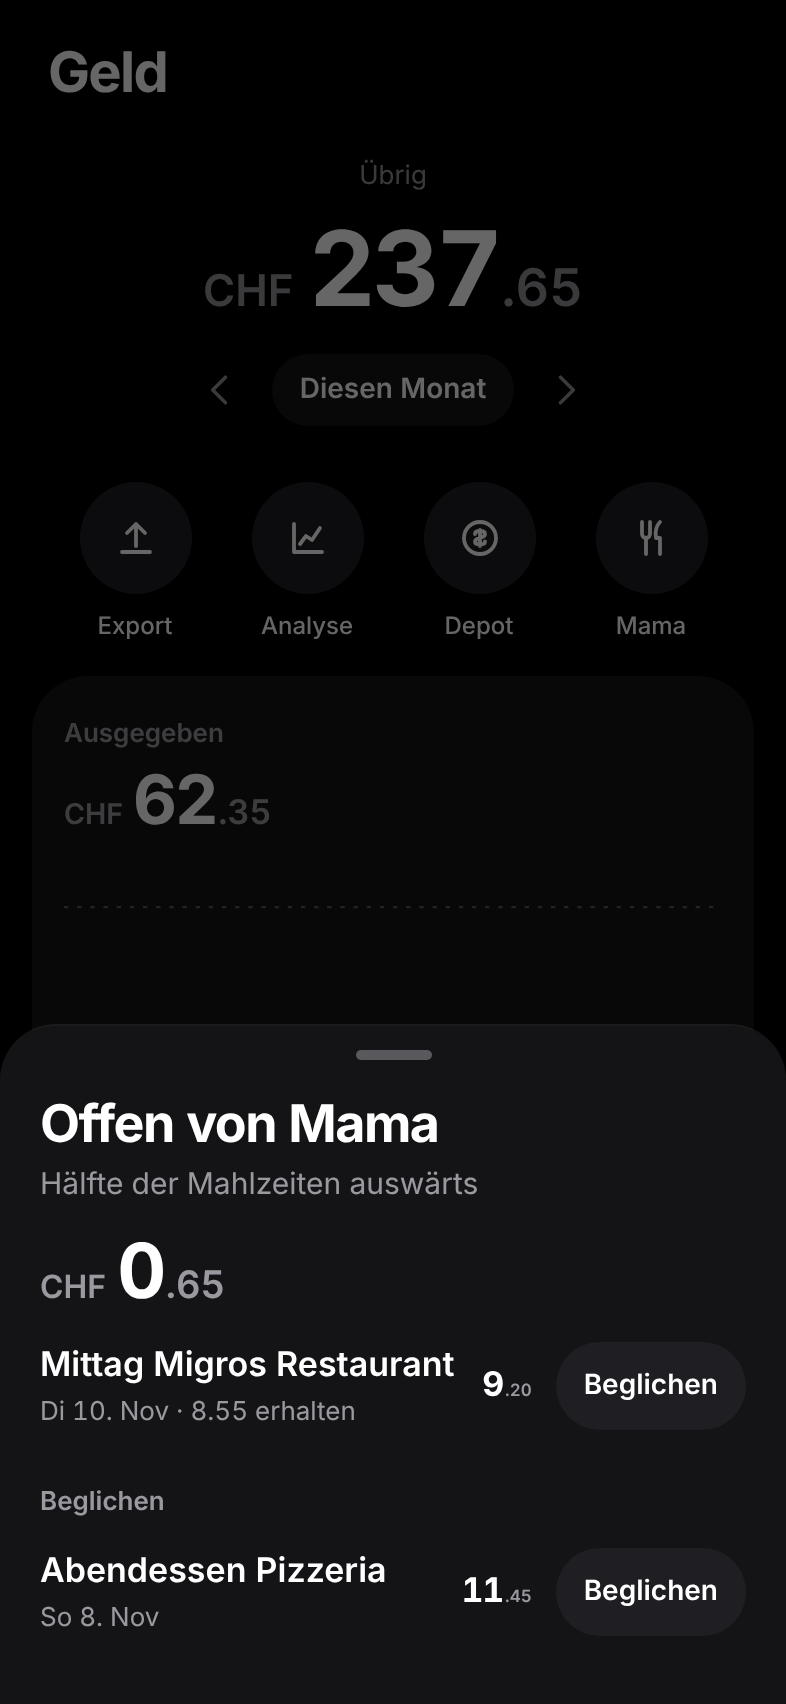 Geld
Übrig
CHF 237.65
Diesen Monat
Export Analyse Depot Mama
Ausgegeben
CHF 62.35
Offen von Mama
Hälfte der Mahlzeiten auswärts
CHF 0.65
Mittag Migros Restaurant 9.20 Beglichen
Di 10. Nov · 8.55 erhalten
Beglichen
Abendessen Pizzeria 11.45 Beglichen
So 8. Nov